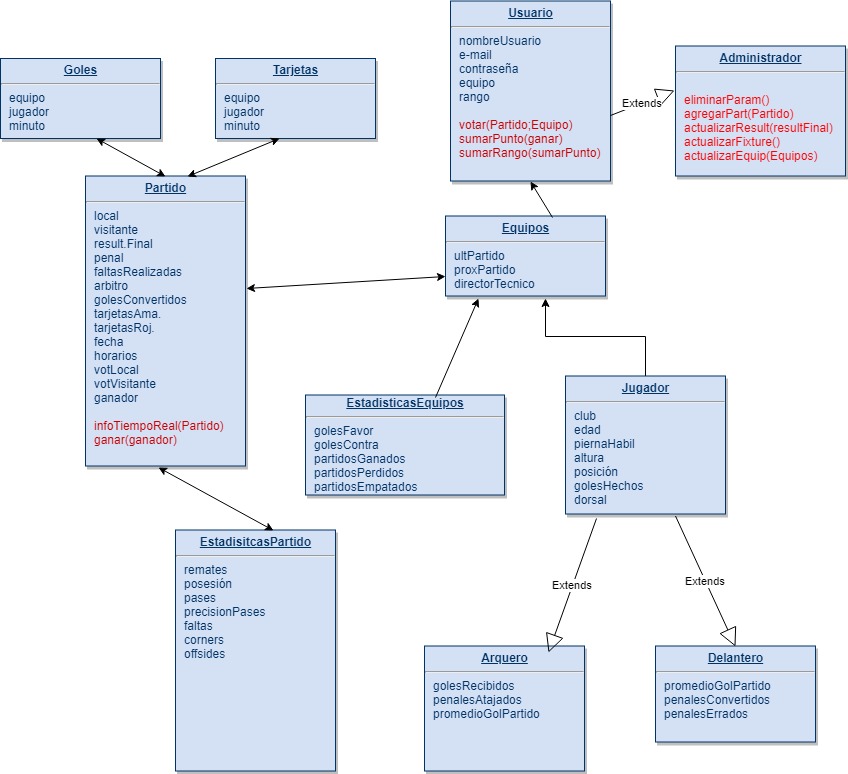 Usuario
nombreUsuario
e-mail
contraseña
equipo
rango
votar(Partido;Equipo)
sumarPunto(ganar)
sumarRango(sumarPunto)
Extends
Administrador
eliminarParam()
agregarPart(Partido)
actualizarResult(resultFinal)
actualizarFixture()
actualizarEquip(Equipos)
Goles
equipo
jugador
minuto
Tarjetas
equipo
jugador
minuto
Partido
local
visitante
result.Final
penal
faltasRealizadas
arbitro
golesConvertidos
tarjetasAma.
tarjetasRoj.
fecha
horarios
votLocal
votVisitante
ganador
infoTiempoReal(Partido)
ganar(ganador)
Equipos
ultPartido
proxPartido
directorTecnico
EstadisticasEquipos
golesFavor
golesContra
partidosGanados
partidosPerdidos
partidosEmpatados
Jugador
club
edad
piernaHabil
altura
posición
golesHechos
dorsal
EstadisitcasPartido
remates
posesión
pases
precisionPases
faltas
corners
offsides
Extends
Extends
Arquero
golesRecibidos
penalesAtajados
promedioGolPartido
Delantero
promedioGolPartido
penalesConvertidos
penalesErrados